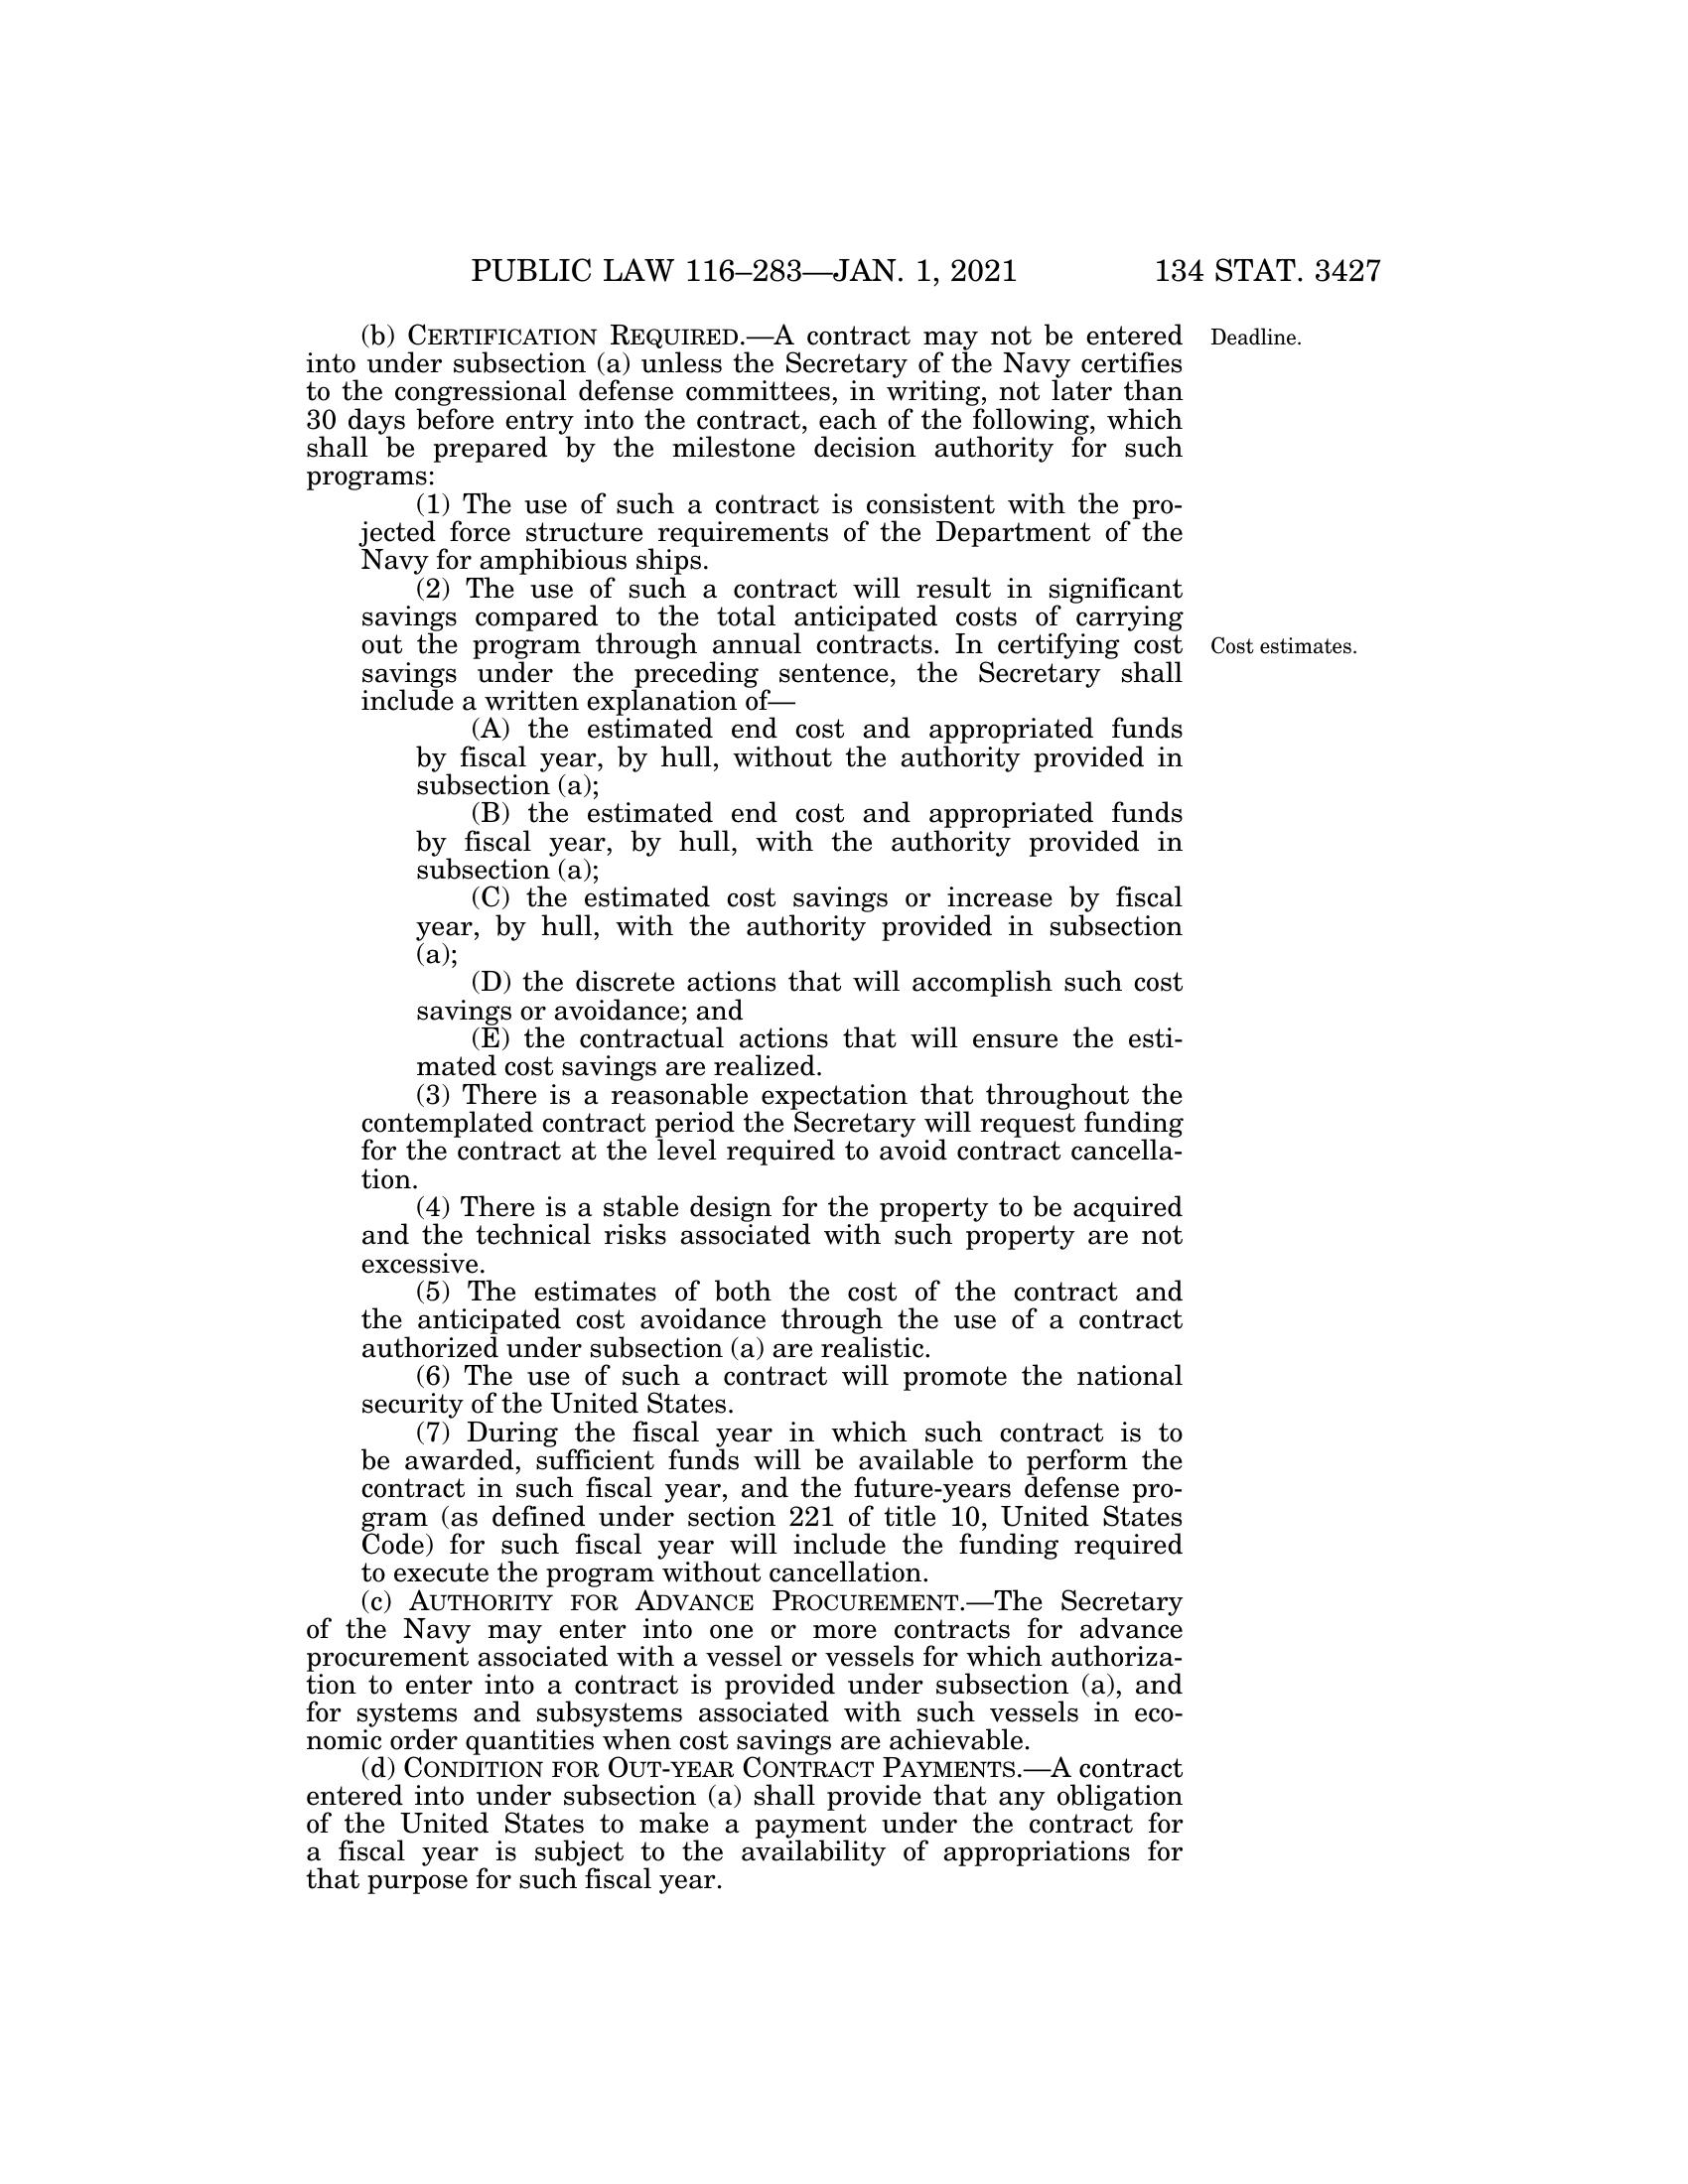 PUBLIC LAW 116–283—JAN. 1, 2021 134 STAT. 3427
(b) CERTIFICATION REQUIRED.—A contract may not be entered
into under subsection (a) unless the Secretary of the Navy certifies
to the congressional defense committees, in writing, not later than
30 days before entry into the contract, each of the following, which
shall be prepared by the milestone decision authority for such
programs:
Deadline.
(1) The use of such a contract is consistent with the pro-
jected force structure requirements of the Department of the
Navy for amphibious ships.
(2) The use of such a contract will result in significant
savings compared to the total anticipated costs of carrying
out the program through annual contracts. In certifying cost
savings under the preceding sentence, the Secretary shall
include a written explanation of—
Cost estimates.
(A) the estimated end cost and appropriated funds
by fiscal year, by hull, without the authority provided in
subsection (a);
(B) the estimated end cost and appropriated funds
by fiscal year, by hull, with the authority provided in
subsection (a);
(C) the estimated cost savings or increase by fiscal
year, by hull, with the authority provided in subsection
(a);
(D) the discrete actions that will accomplish such cost
savings or avoidance; and
(E) the contractual actions that will ensure the esti-
mated cost savings are realized.
(3) There is a reasonable expectation that throughout the
contemplated contract period the Secretary will request funding
for the contract at the level required to avoid contract cancella-
tion.
(4) There is a stable design for the property to be acquired
and the technical risks associated with such property are not
excessive.
(5) The estimates of both the cost of the contract and
the anticipated cost avoidance through the use of a contract
authorized under subsection (a) are realistic.
(6) The use of such a contract will promote the national
security of the United States.
(7) During the fiscal year in which such contract is to
be awarded, sufficient funds will be available to perform the
contract in such fiscal year, and the future-years defense pro-
gram (as defined under section 221 of title 10, United States
Code) for such fiscal year will include the funding required
to execute the program without cancellation.
(c) AUTHORITY FOR ADVANCE PROCUREMENT.—The Secretary
of the Navy may enter into one or more contracts for advance
procurement associated with a vessel or vessels for which authoriza-
tion to enter into a contract is provided under subsection (a), and
for systems and subsystems associated with such vessels in eco-
nomic order quantities when cost savings are achievable.
(d) CONDITION FOR OUT-YEAR CONTRACT PAYMENTS.—A contract
entered into under subsection (a) shall provide that any obligation
of the United States to make a payment under the contract for
a fiscal year is subject to the availability of appropriations for
that purpose for such fiscal year.